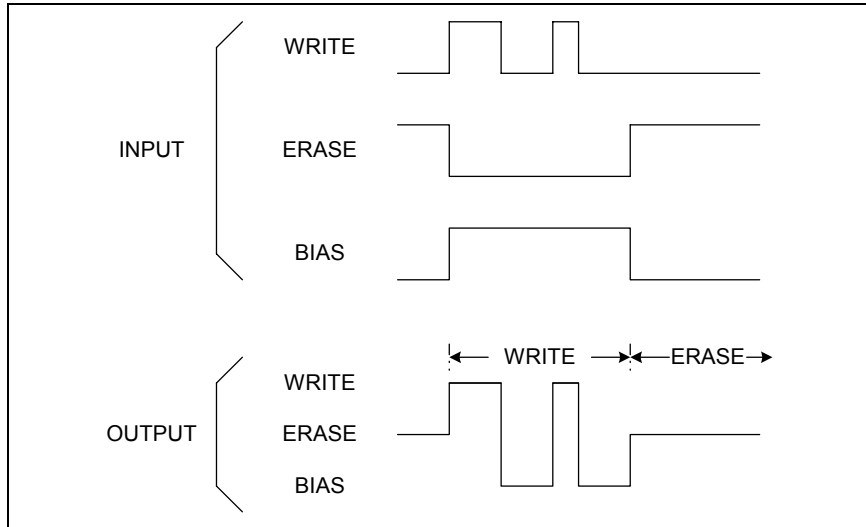 WRITE
INPUT
ERASE
BIAS
WRITE
ERASE
WRITE
OUTPUT
ERASE
BIAS